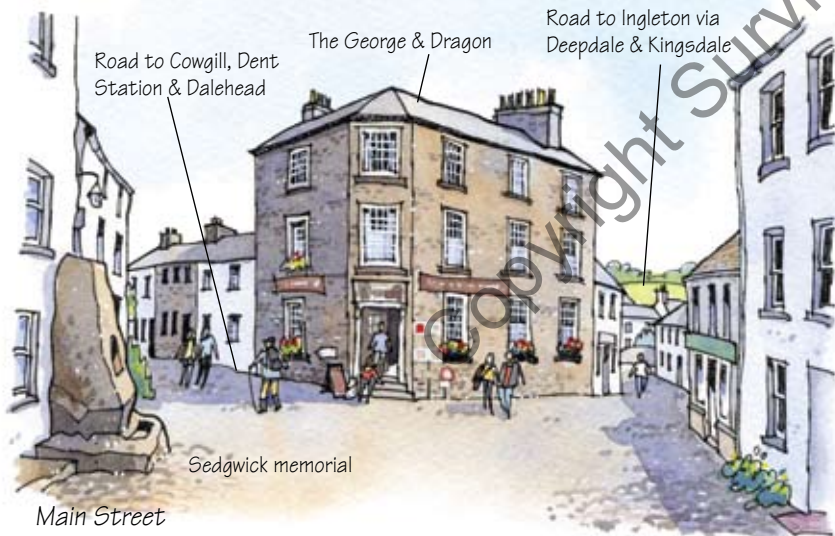 Road to Cowgill, Dent
Station & Dalehead
The George & Dragon
Road to Ingleton via
Deepdale & Kingsdale
Copyright
Sedgwick memorial
Main Street